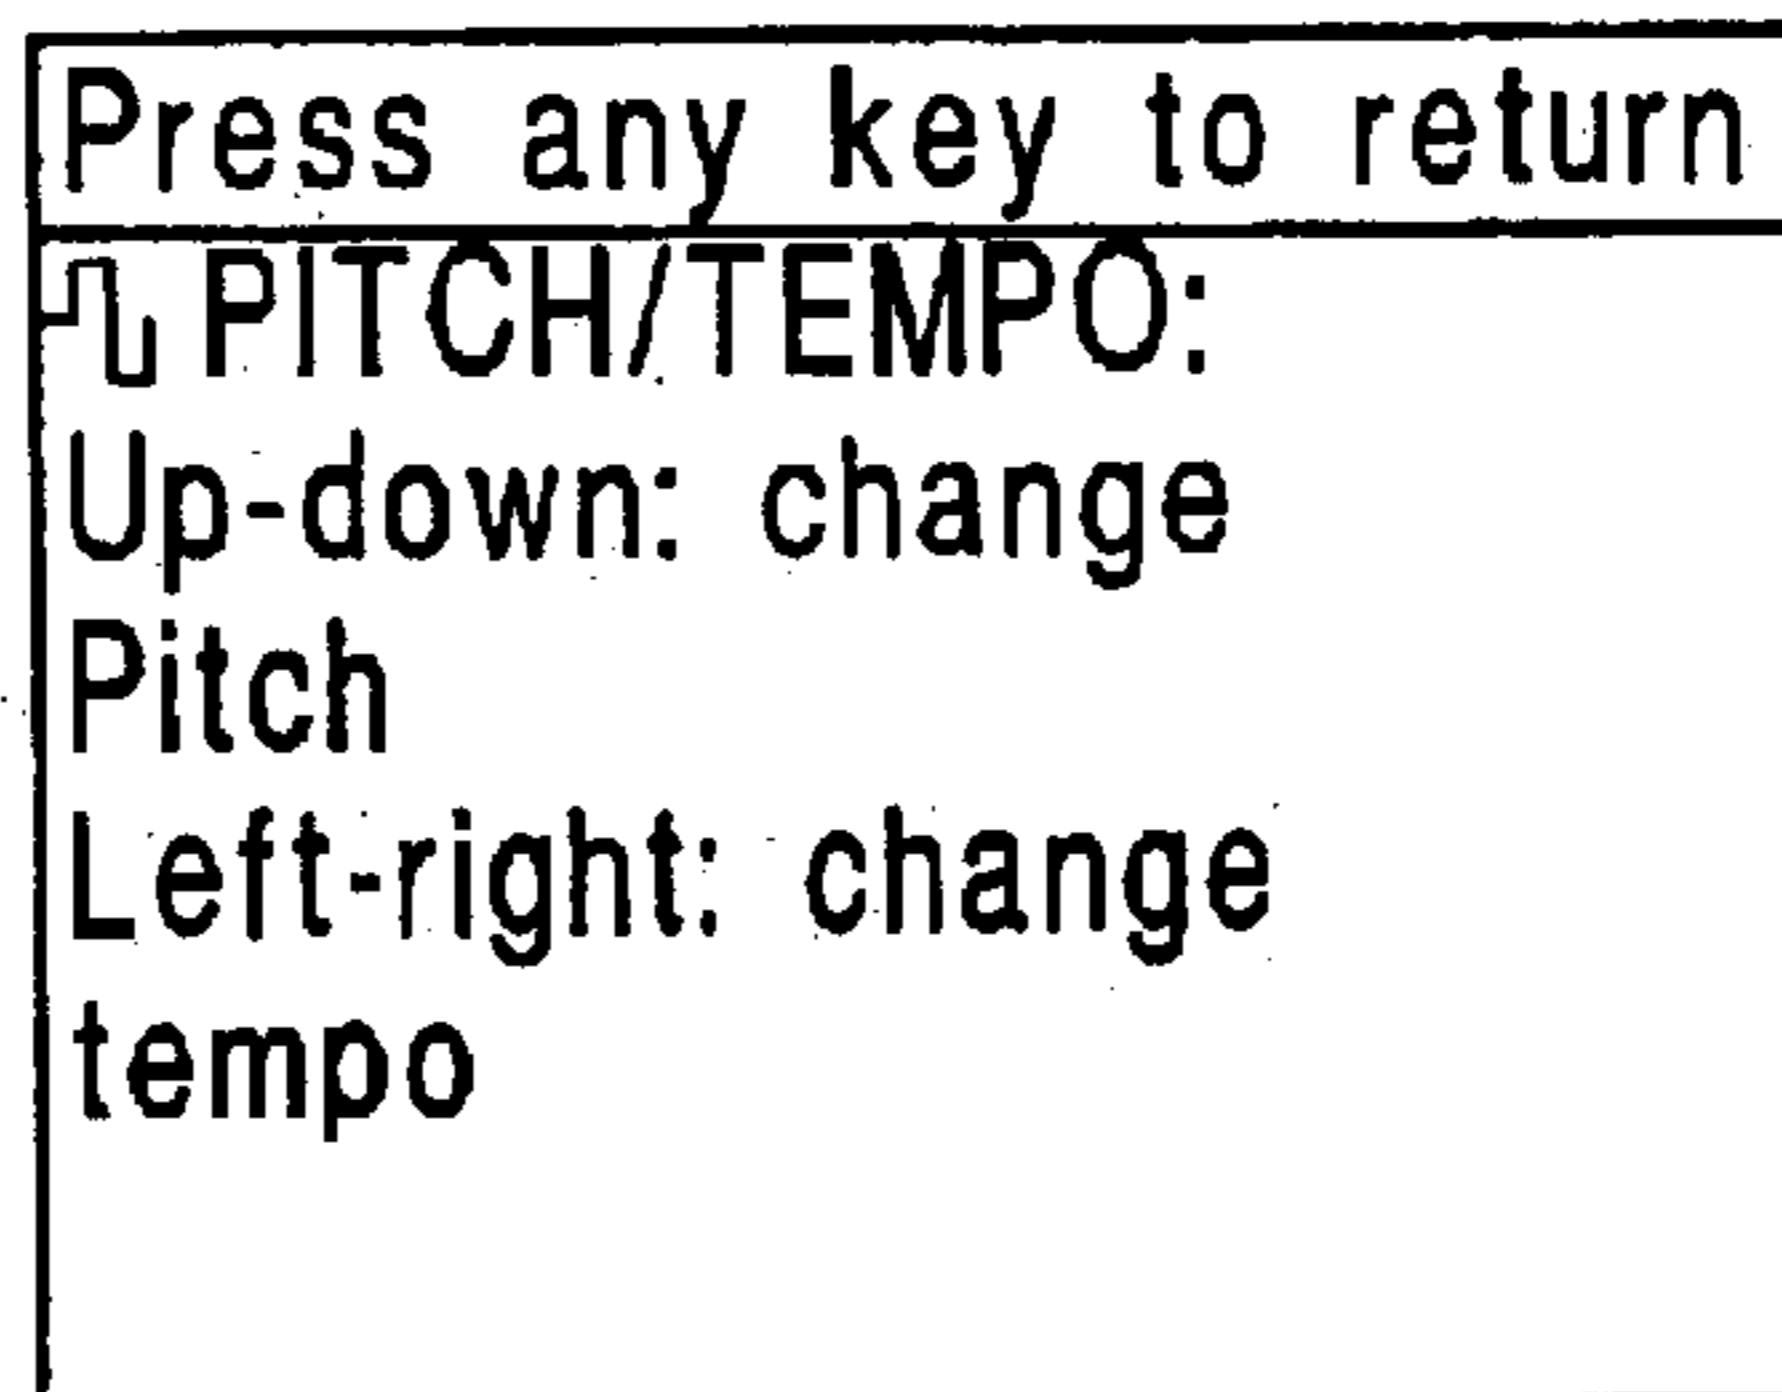 Press any key to return
PITCH/TEMPO:
Up-down: change
Pitch
Left-right: change
tempo